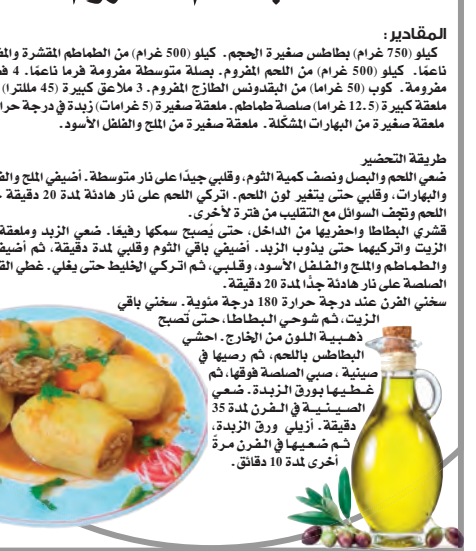 المقادير:
كيلو (750 غرام) بطاطس صغيرة الحجم. كيلو (500 غرام) من الطماطم المقشرة
ناعمًا. كيلو (500 غرام) من اللحم المفروم. بصلة متوسطة مفرومة فرما ناعمًا. 4
مفرومة. كوب (50 غراما) من البقدونس الطازج المفروم. 3 ملاعق كبيرة (45 مللترا)
ملعقة كبيرة (12.5 غراما) صلصة طماطم. ملعقة صغيرة (5 غرامات) زبدة في درجة
ملعقة صغيرة من البهارات المشكّلة. ملعقة صغيرة من الملح والفلفل الأسود.
طريقة التحضير
ضعي اللحم والبصل ونصف كمية الثوم، وقلبي جيدًا على نار متوسطة. أضيفي الملح
والبهارات، وقلبي حتى يتغير لون اللحم. اتركي اللحم على نار هادئة لمدة 20 دقيقة
اللحم وتجف السوائل مع التقليب من فترة لأخرى.
قشري البطاطا واحفريها من الداخل، حتى يُصبح سمكها رفيعًا. ضعي الزبد وملعقة
الزيت واتركيهما حتى يذوب الزبد. أضيفي باقي الثوم وقلبي لمدة دقيقة، ثم
والطماطم والملح والفلفل الأسود، وقلبي، ثم اتركي الخليط حتى يغلي. غطي
الصلصة على نار هادئة جدًا لمدة 20 دقيقة.
سخني الفرن عند درجة حرارة 180 درجة مئوية. سخني باقي
الزيت، ثم شوحي البطاطا، حتى تُصبح
ذهبية اللون من الخارج. احشي
البطاطس باللحم، ثم رصيها في
صينية، صبي الصلصة فوقها، ثم
غطيها بورق الزبدة. ضعي
الصينية في الفرن لمدة 35
دقيقة. أزيلي ورق الزبدة،
ثم ضعيها في الفرن مرةً
أخرى لمدة 10 دقائق.